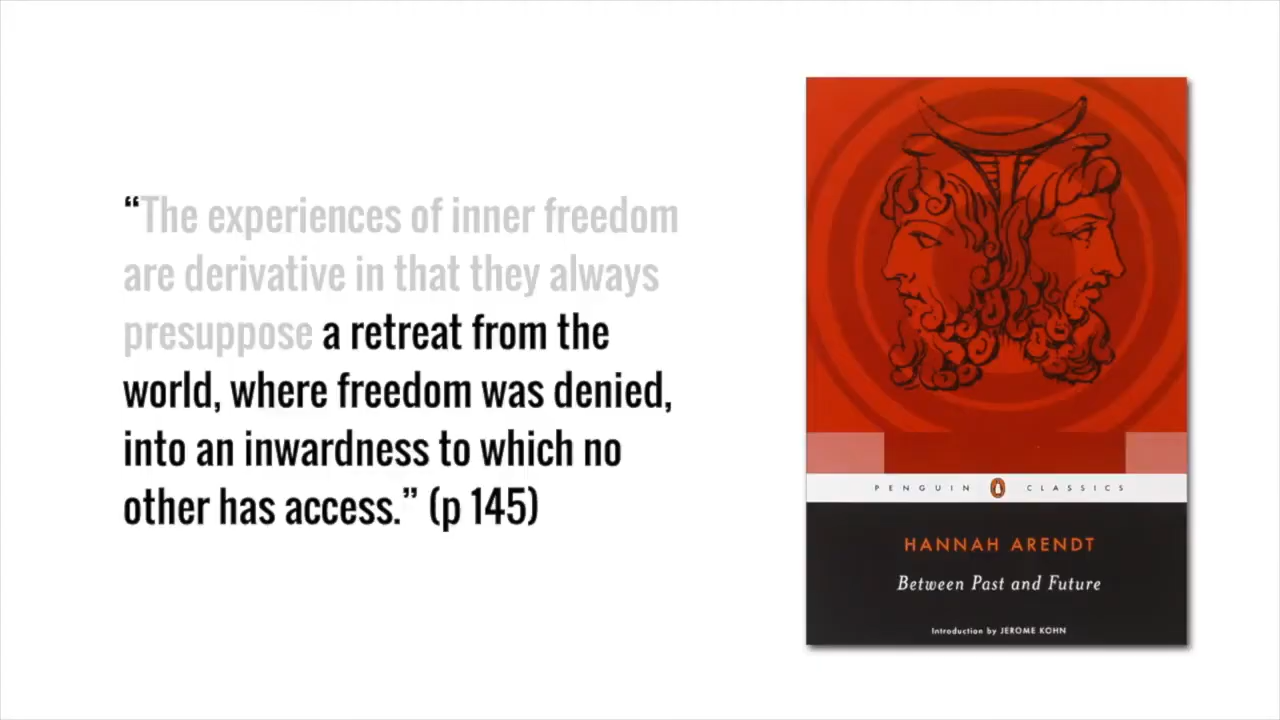 “The experiences of inner freedom
are derivative in that they always
presuppose a retreat from the
world, where freedom was denied,
into an inwardness to which no
other has access.” (p 145)
PENGUIN CLASSICS
HANNAH ARENDT
Between Past and Future
Introduction by JEROME KOHN